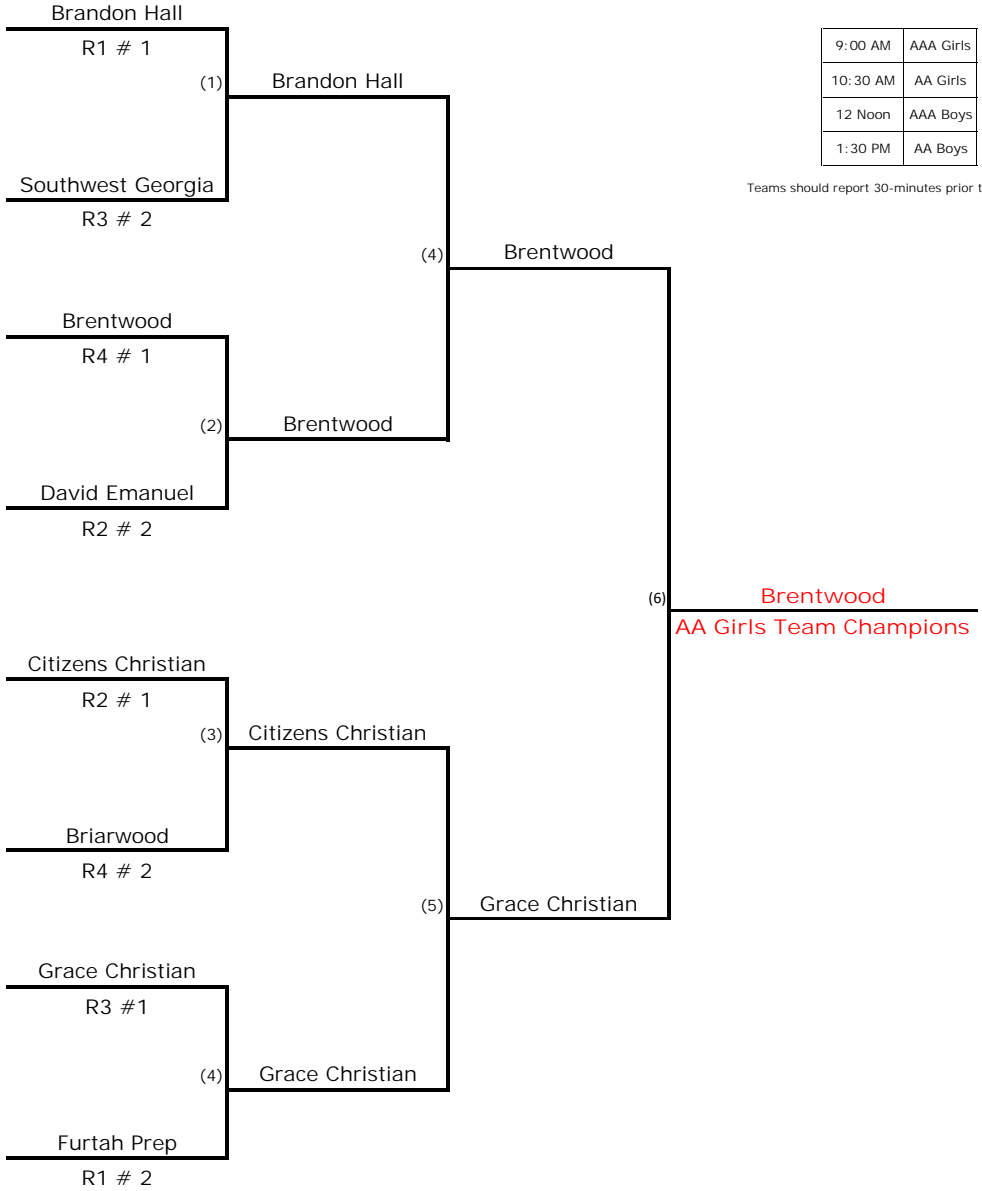 Brandon Hall
R1 # 1
(1)
Brandon Hall
Southwest Georgia
R3 # 2
9:00 AM AAA Girls
10:30 AM AA Girls
12 Noon AAA Boys
1:30 PM AA Boys
Teams should report 30-minutes prior t
(4)
Brentwood
Brentwood
R4 # 1
(2)
Brentwood
David Emanuel
R2 # 2
(6)
Brentwood
AA Girls Team Champions
Citizens Christian
R2 # 1
(3)
Citizens Christian
Briarwood
R4 # 2
(5)
Grace Christian
Grace Christian
R3 #1
(4)
Grace Christian
Furtah Prep
R1 # 2